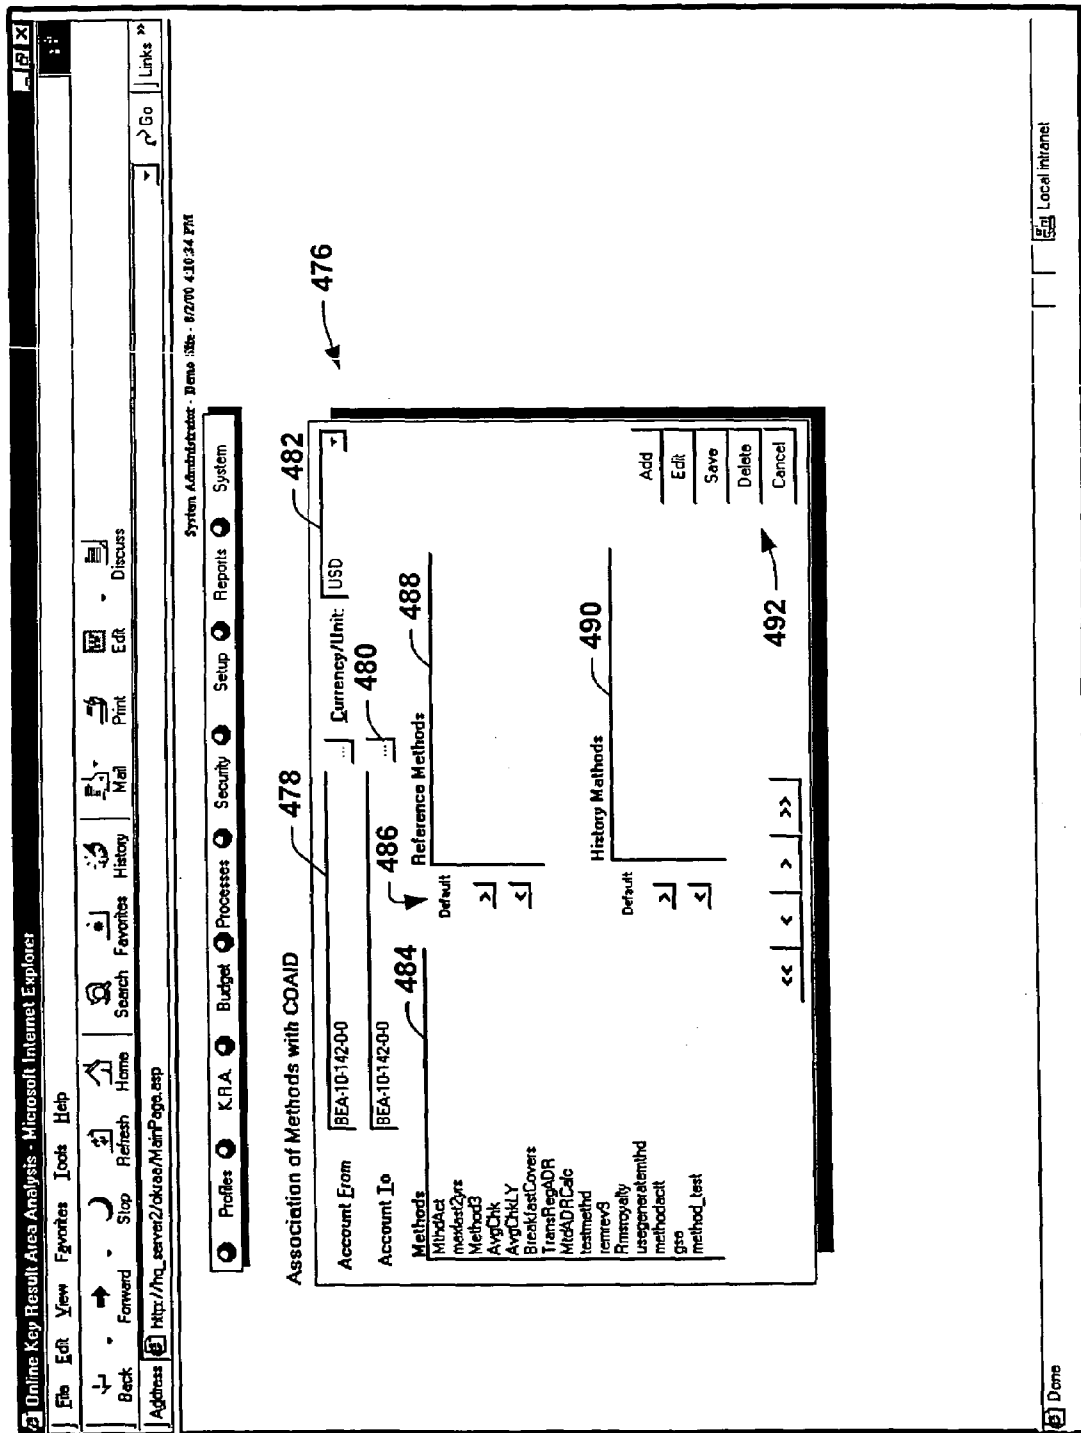 Online Key Result Area Analysis - Microsoft Internet Explorer
File Edit View Favorites Tools Help
Back Forward Stop Refresh Home Search Favorites History Mail Print Edit Discuss
Address http://hq_server2/okraa/MainPage.asp Go Links »
System Administrator - Demo Site - 8/2/00 4:10:34 PM
Profiles K.R.A. Budget Processes Security Setup Reports System
476
Association of Methods with COAID
478
482
Account From BEA-10-142-0-0 ... Currency/Unit: USD
Account To BEA-10-142-0-0 ...
480
484
486
488
Methods
Reference Methods
MthdAct
maxlast2yrs
Method3
AvgChk
AvgChkLY
BreakfastCovers
TransRegADR
MtdADRCalc
testmethd
remrev3
Rmsroyalty
usegeneratemthd
methodactt
gso
method_test
Default
>
<
490
History Mathods
Default
>
<
<< < > >>
492
Add
Edit
Save
Delete
Cancel
Done Local intranet